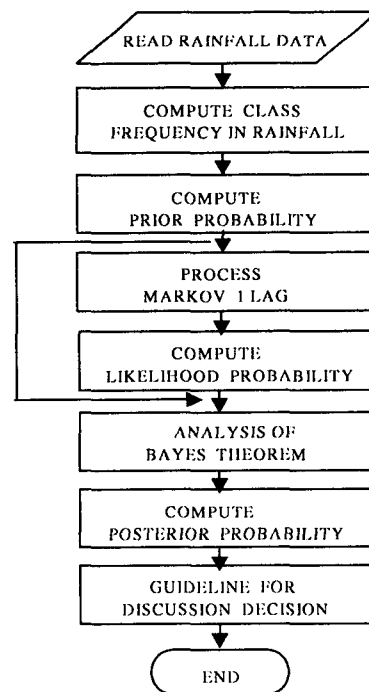 READ RAINFALL DATA
COMPUTE CLASS
FREQUENCY IN RAINFALL
COMPUTE
PRIOR PROBABILITY
PROCESS
MARKOV 1 LAG
COMPUTE
LIKELIHOOD PROBABILITY
ANALYSIS OF
BAYES THEOREM
COMPUTE
POSTERIOR PROBABILITY
GUIDELINE FOR
DISCUSSION DECISION
END